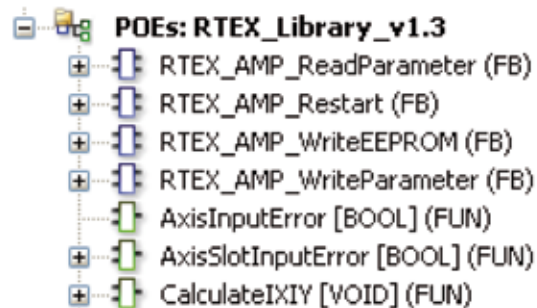 POEs: RTEX_Library_v1.3
RTEX_AMP_ReadParameter (FB)
RTEX_AMP_Restart (FB)
RTEX_AMP_WriteEEPROM (FB)
RTEX_AMP_WriteParameter (FB)
AxisInputError [BOOL] (FUN)
AxisSlotInputError [BOOL] (FUN)
CalculateIXIY [VOID] (FUN)